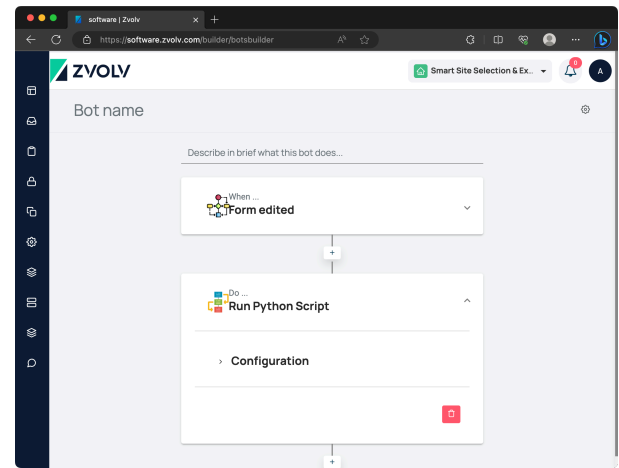 software | Zvolv
https://software.zvolv.com/builder/botsbuilder
ZVOLV
Smart Site Selection & Ex..
0
A
Bot name
Describe in brief what this bot does...
When ...
Form edited
+
Do ...
Run Python Script
Configuration
+